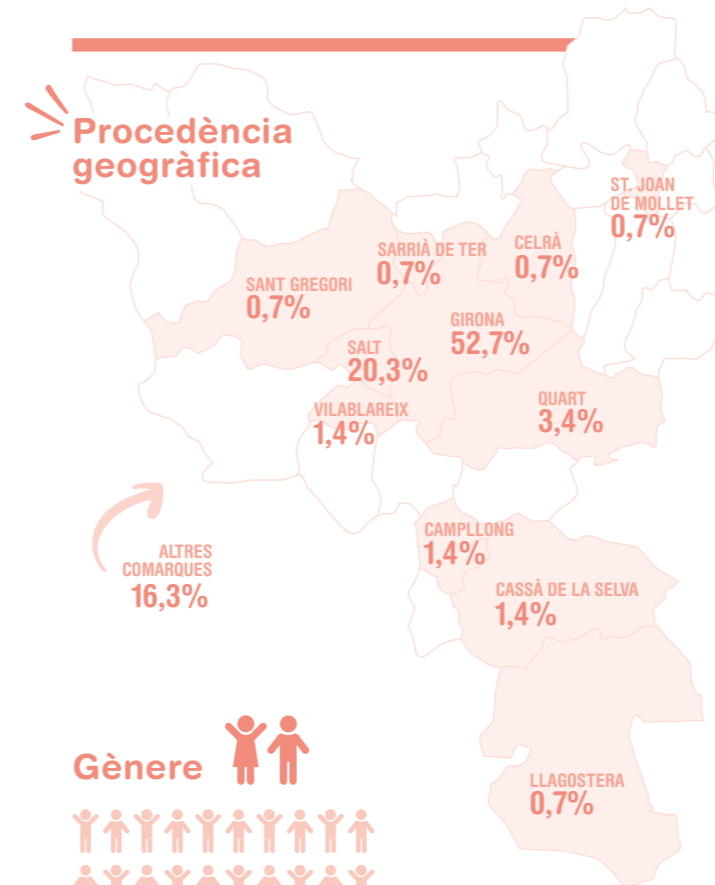 Procedència
geogràfica
ST. JOAN
DE MOLLET
0,7%
SARRIÀ DE TER
0,7%
CELRÀ
0,7%
SANT GREGORI
0,7%
GIRONA
52,7%
SALT
20,3%
QUART
3,4%
VILABLAREIX
1,4%
CAMPLLONG
1,4%
ALTRES
COMARQUES
16,3%
CASSÀ DE LA SELVA
1,4%
Gènere
LLAGOSTERA
0,7%